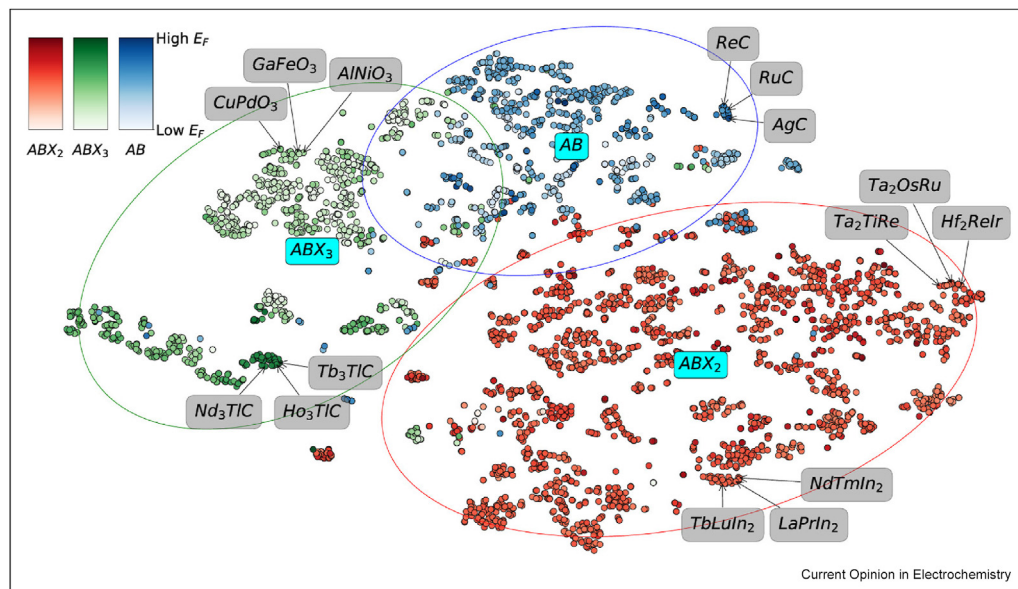 High E_F
Low E_F
ABX₂ ABX₃ AB
GaFeO₃
AlNiO₃
CuPdO₃
ReC
RuC
AgC
AB
ABX₃
Ta₂OsRu
Ta₂TiRe
Hf₂ReIr
ABX₂
Tb₃TlC
Nd₃TlC
Ho₃TlC
NdTmIn₂
TbLuIn₂
LaPrIn₂
Current Opinion in Electrochemistry